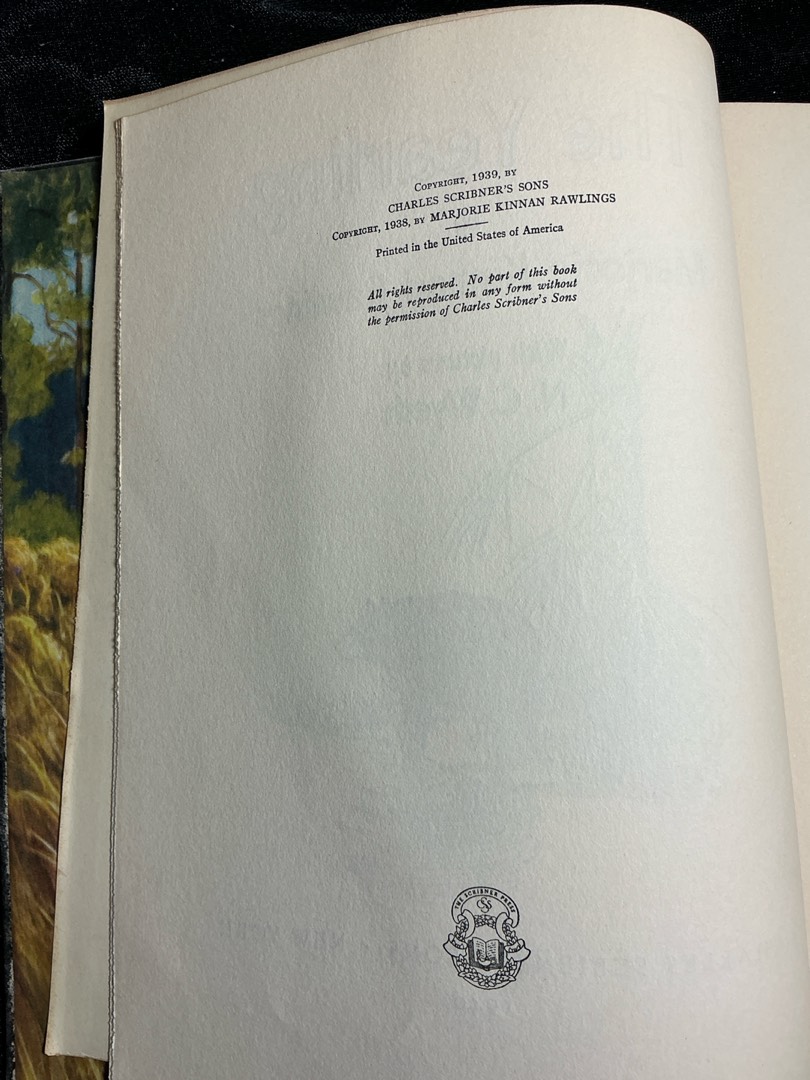 COPYRIGHT, 1939, BY
CHARLES SCRIBNER'S SONS
COPYRIGHT, 1938, BY MARJORIE KINNAN RAWLINGS
Printed in the United States of America
All rights reserved. No part of this book
may be reproduced in any form without
the permission of Charles Scribner's Sons
THE SCRIBNER PRESS